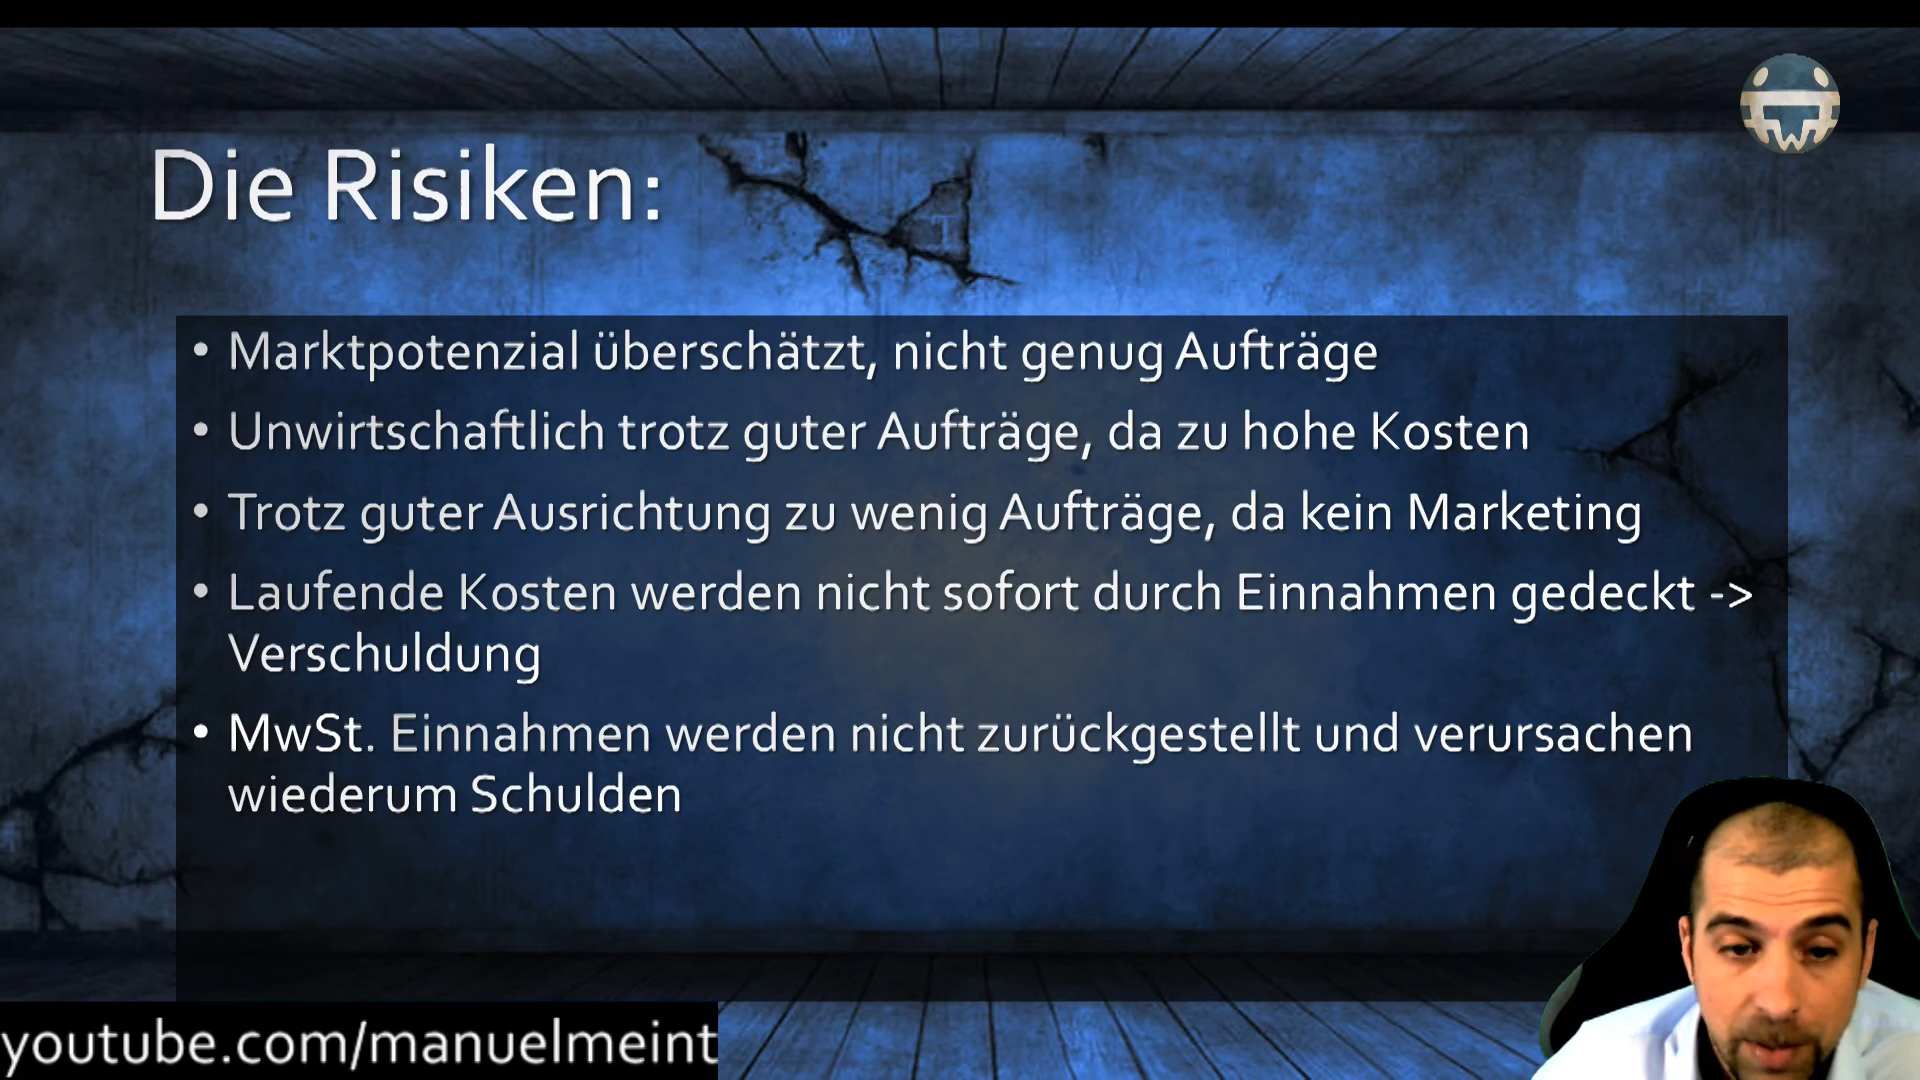 Die Risiken:
• Marktpotenzial überschätzt, nicht genug Aufträge
• Unwirtschaftlich trotz guter Aufträge, da zu hohe Kosten
• Trotz guter Ausrichtung zu wenig Aufträge, da kein Marketing
• Laufende Kosten werden nicht sofort durch Einnahmen gedeckt ->
Verschuldung
• MwSt. Einnahmen werden nicht zurückgestellt und verursachen
wiederum Schulden
youtube.com/manuelmeint